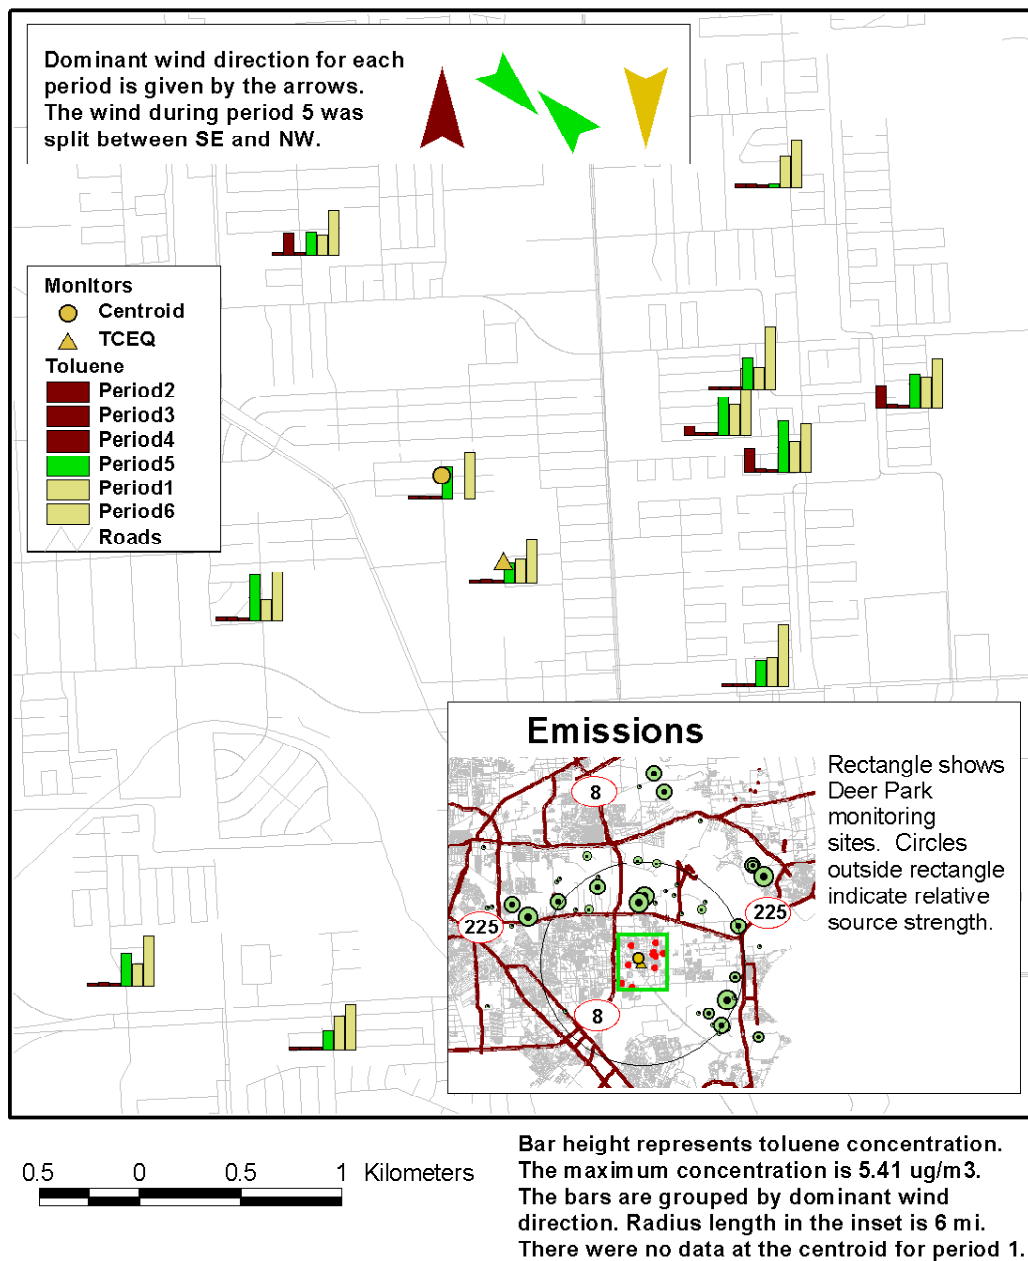 Dominant wind direction for each
period is given by the arrows.
The wind during period 5 was
split between SE and NW.
Monitors
Centroid
TCEQ
Toluene
Period2
Period3
Period4
Period5
Period1
Period6
Roads
Emissions
Rectangle shows
Deer Park
monitoring
sites. Circles
outside rectangle
indicate relative
source strength.
8
225
225
8
0.5 0 0.5 1 Kilometers
Bar height represents toluene concentration.
The maximum concentration is 5.41 ug/m3.
The bars are grouped by dominant wind
direction. Radius length in the inset is 6 mi.
There were no data at the centroid for period 1.